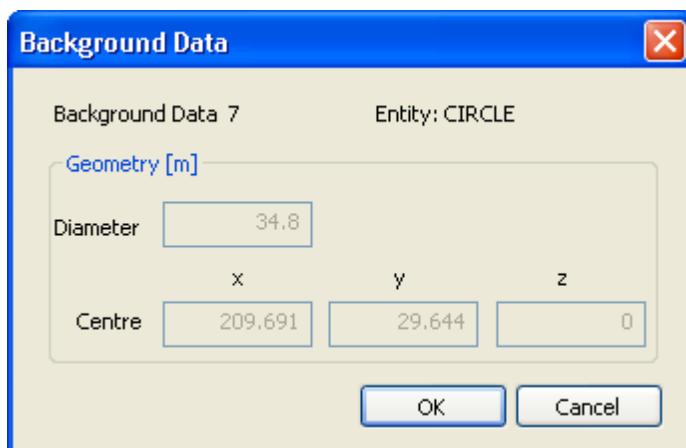 Background Data
Background Data 7 Entity: CIRCLE
Geometry [m]
Diameter 34.8
x y z
Centre 209.691 29.644 0
OK Cancel